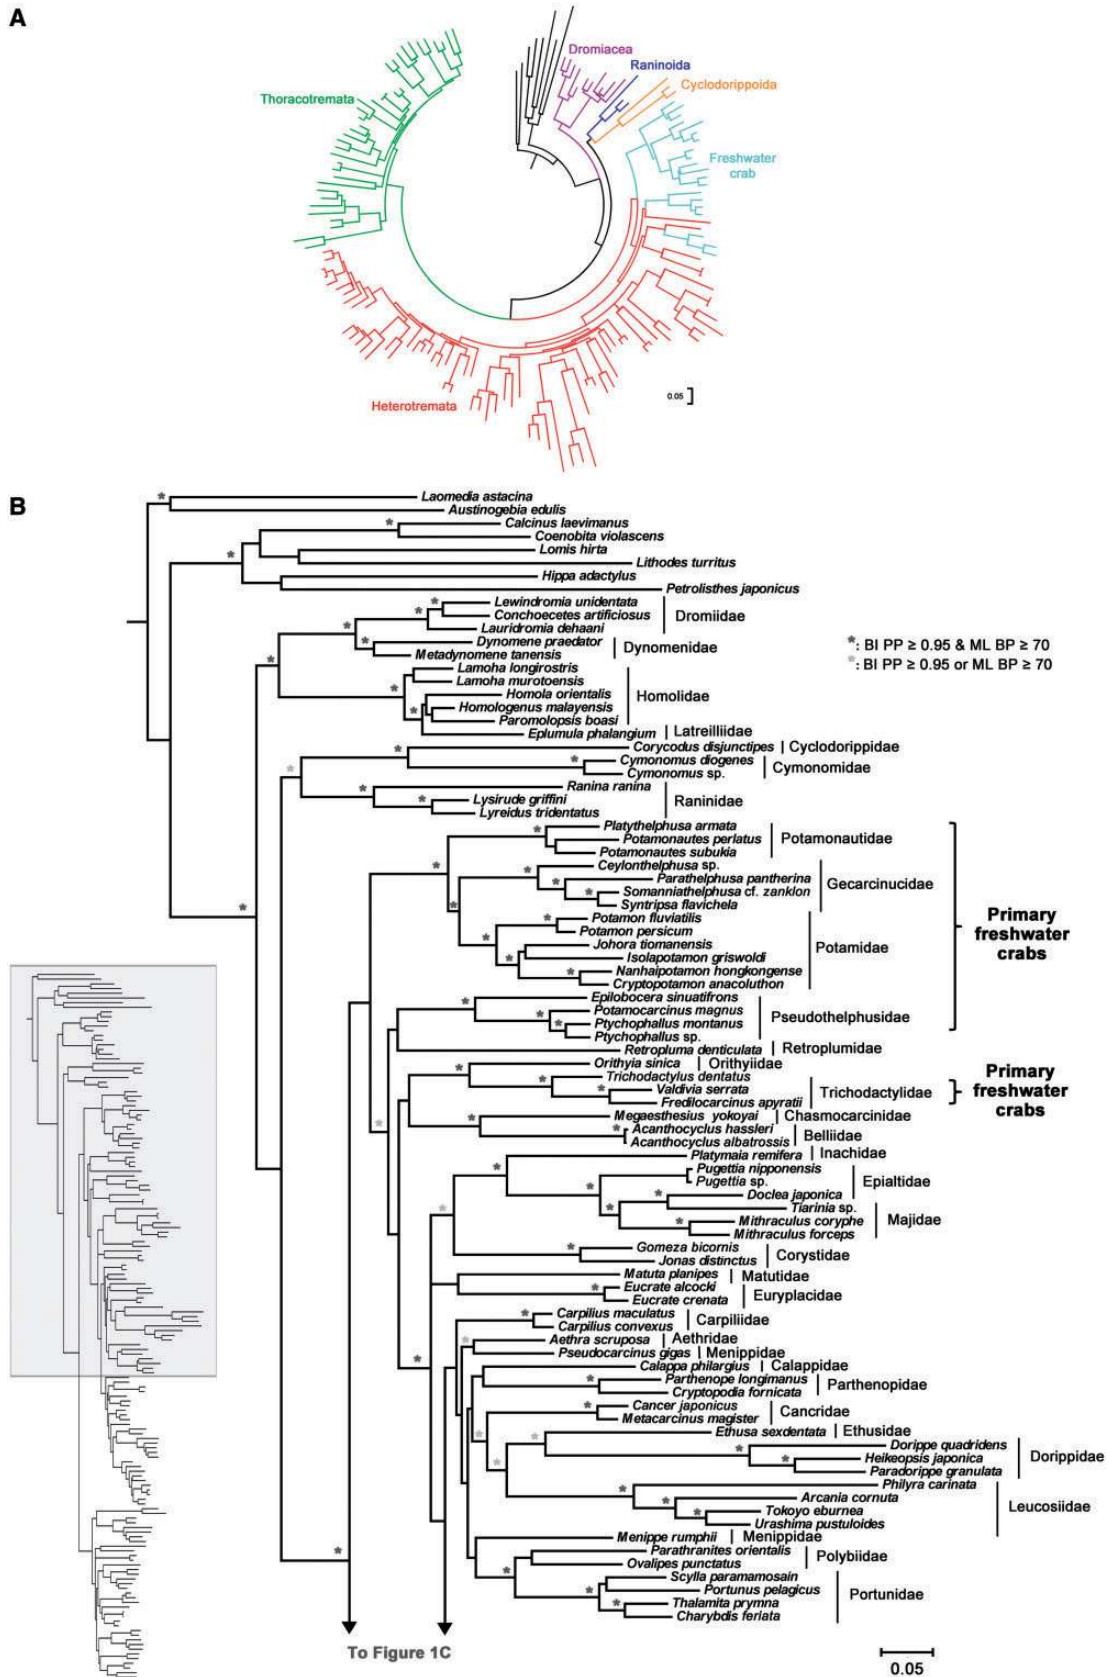 A
Dromiacea
Raninoida
Cyclodorippoida
Thoracotremata
Freshwater
crab
Heterotremata
0.05
B
Laomedia astacina
Austinogebia edulis
Calcinus laevimanus
Coenobita violascens
Lomis hirta
Lithodes turritus
Hippa adactylus
Petrolisthes japonicus
Lewindromia unidentata
Conchoecetes artificiosus
Dromiidae
Lauridromia dehaani
Dynomene praedator
Dynomenidae
Metadynomene tanensis
*: BI PP ≥ 0.95 & ML BP ≥ 70
*: BI PP ≥ 0.95 or ML BP ≥ 70
Lamoha longirostris
Lamoha murotoensis
Homola orientalis
Homolidae
Homologenus malayensis
Paromolopsis boasi
Eplumula phalangium
Latreilliidae
Corycodus disjunctipes
Cyclodorippidae
Cymonomus diogenes
Cymonomidae
Cymonomus sp.
Ranina ranina
Lysirude griffini
Raninidae
Lyreidus tridentatus
Platythelphusa armata
Potamonautes perlatus
Potamonautidae
Potamonautes subukia
Ceylonthelphusa sp.
Parathelphusa pantherina
Gecarcinucidae
Somanniathelphusa cf. zanklon
Syntripsa flavichela
Potamon fluviatilis
Potamon persicum
Potamidae
Johora tiomanensis
Isolapotamon griswoldi
Nanhaipotamon hongkongense
Cryptopotamon anacoluthon
Primary
freshwater
crabs
Epilobocera sinuatifrons
Potamocarcinus magnus
Pseudothelphusidae
Ptychophallus montanus
Ptychophallus sp.
Retropluma denticulata
Retroplumidae
Orithyia sinica
Orithyiidae
Trichodactylus dentatus
Valdivia serrata
Trichodactylidae
Fredilocarcinus apyratii
Primary
freshwater
crabs
Megaesthesius yokoyai
Chasmocarcinidae
Acanthocyclus hassleri
Belliidae
Acanthocyclus albatrossis
Platymaia remifera
Inachidae
Pugettia nipponensis
Pugettia sp.
Epialtidae
Doclea japonica
Tiarinia sp.
Majidae
Mithraculus coryphe
Mithraculus forceps
Gomeza bicornis
Corystidae
Jonas distinctus
Matuta planipes
Matutidae
Eucrate alcocki
Euryplacidae
Eucrate crenata
Carpilius maculatus
Carpiliidae
Carpilius convexus
Aethra scruposa
Aethridae
Pseudocarcinus gigas
Menippidae
Calappa philargius
Calappidae
Parthenope longimanus
Parthenopidae
Cryptopodia fornicata
Cancer japonicus
Cancridae
Metacarcinus magister
Ethusa sexdentata
Ethusidae
Dorippe quadridens
Dorippidae
Heikeopsis japonica
Paradorippe granulata
Philyra carinata
Arcania cornuta
Leucosiidae
Tokoyo eburnea
Urashima pustuloides
Menippe rumphii
Menippidae
Parathranites orientalis
Polybiidae
Ovalipes punctatus
Scylla paramamosain
Portunus pelagicus
Portunidae
Thalamita prymna
Charybdis feriata
To Figure 1C
0.05